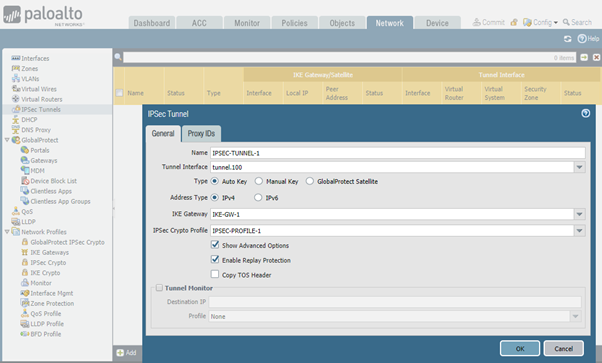 paloalto
NETWORKS
Dashboard
ACC
Monitor
Policies
Objects
Network
Device
Commit
Config
Search
Help
Interfaces
Zones
VLANs
Virtual Wires
Virtual Routers
IPSec Tunnels
DHCP
DNS Proxy
GlobalProtect
Portals
Gateways
MDM
Device Block List
Clientless Apps
Clientless App Groups
QoS
LLDP
Network Profiles
GlobalProtect IPSec Crypto
IKE Gateways
IPSec Crypto
IKE Crypto
Monitor
Interface Mgmt
Zone Protection
QoS Profile
LLDP Profile
BFD Profile
0 items
IKE Gateway/Satellite
Tunnel Interface
Name
Status
Type
Interface
Local IP
Peer Address
Status
Interface
Virtual Router
Virtual System
Security Zone
Status
IPSec Tunnel
General
Proxy IDs
Name IPSEC-TUNNEL-1
Tunnel Interface tunnel.100
Type Auto Key Manual Key GlobalProtect Satellite
Address Type IPv4 IPv6
IKE Gateway IKE-GW-1
IPSec Crypto Profile IPSEC-PROFILE-1
Show Advanced Options
Enable Replay Protection
Copy TOS Header
Tunnel Monitor
Destination IP
Profile None
OK Cancel
Add